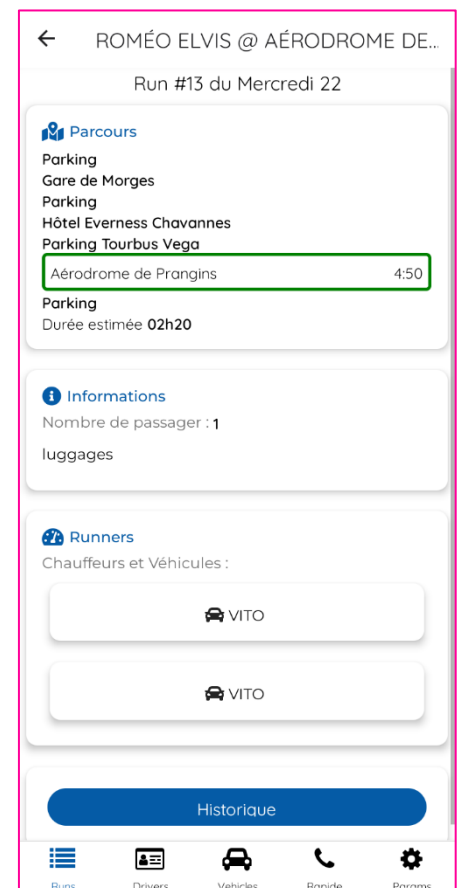 ROMÉO ELVIS @ AÉRODROME DE...
Run #13 du Mercredi 22
Parcours
Parking
Gare de Morges
Parking
Hôtel Everness Chavannes
Parking Tourbus Vega
Aérodrome de Prangins 4:50
Parking
Durée estimée 02h20
Informations
Nombre de passager : 1
luggages
Runners
Chauffeurs et Véhicules :
VITO
VITO
Historique
Runs Drivers Vehicles Rapide Params